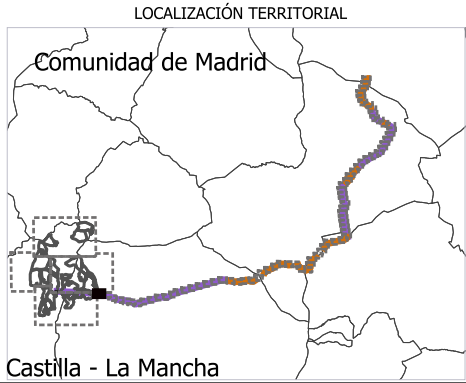 LOCALIZACIÓN TERRITORIAL
Comunidad de Madrid
Castilla - La Mancha